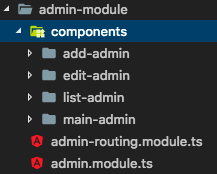 admin-module
components
add-admin
edit-admin
list-admin
main-admin
admin-routing.module.ts
admin.module.ts